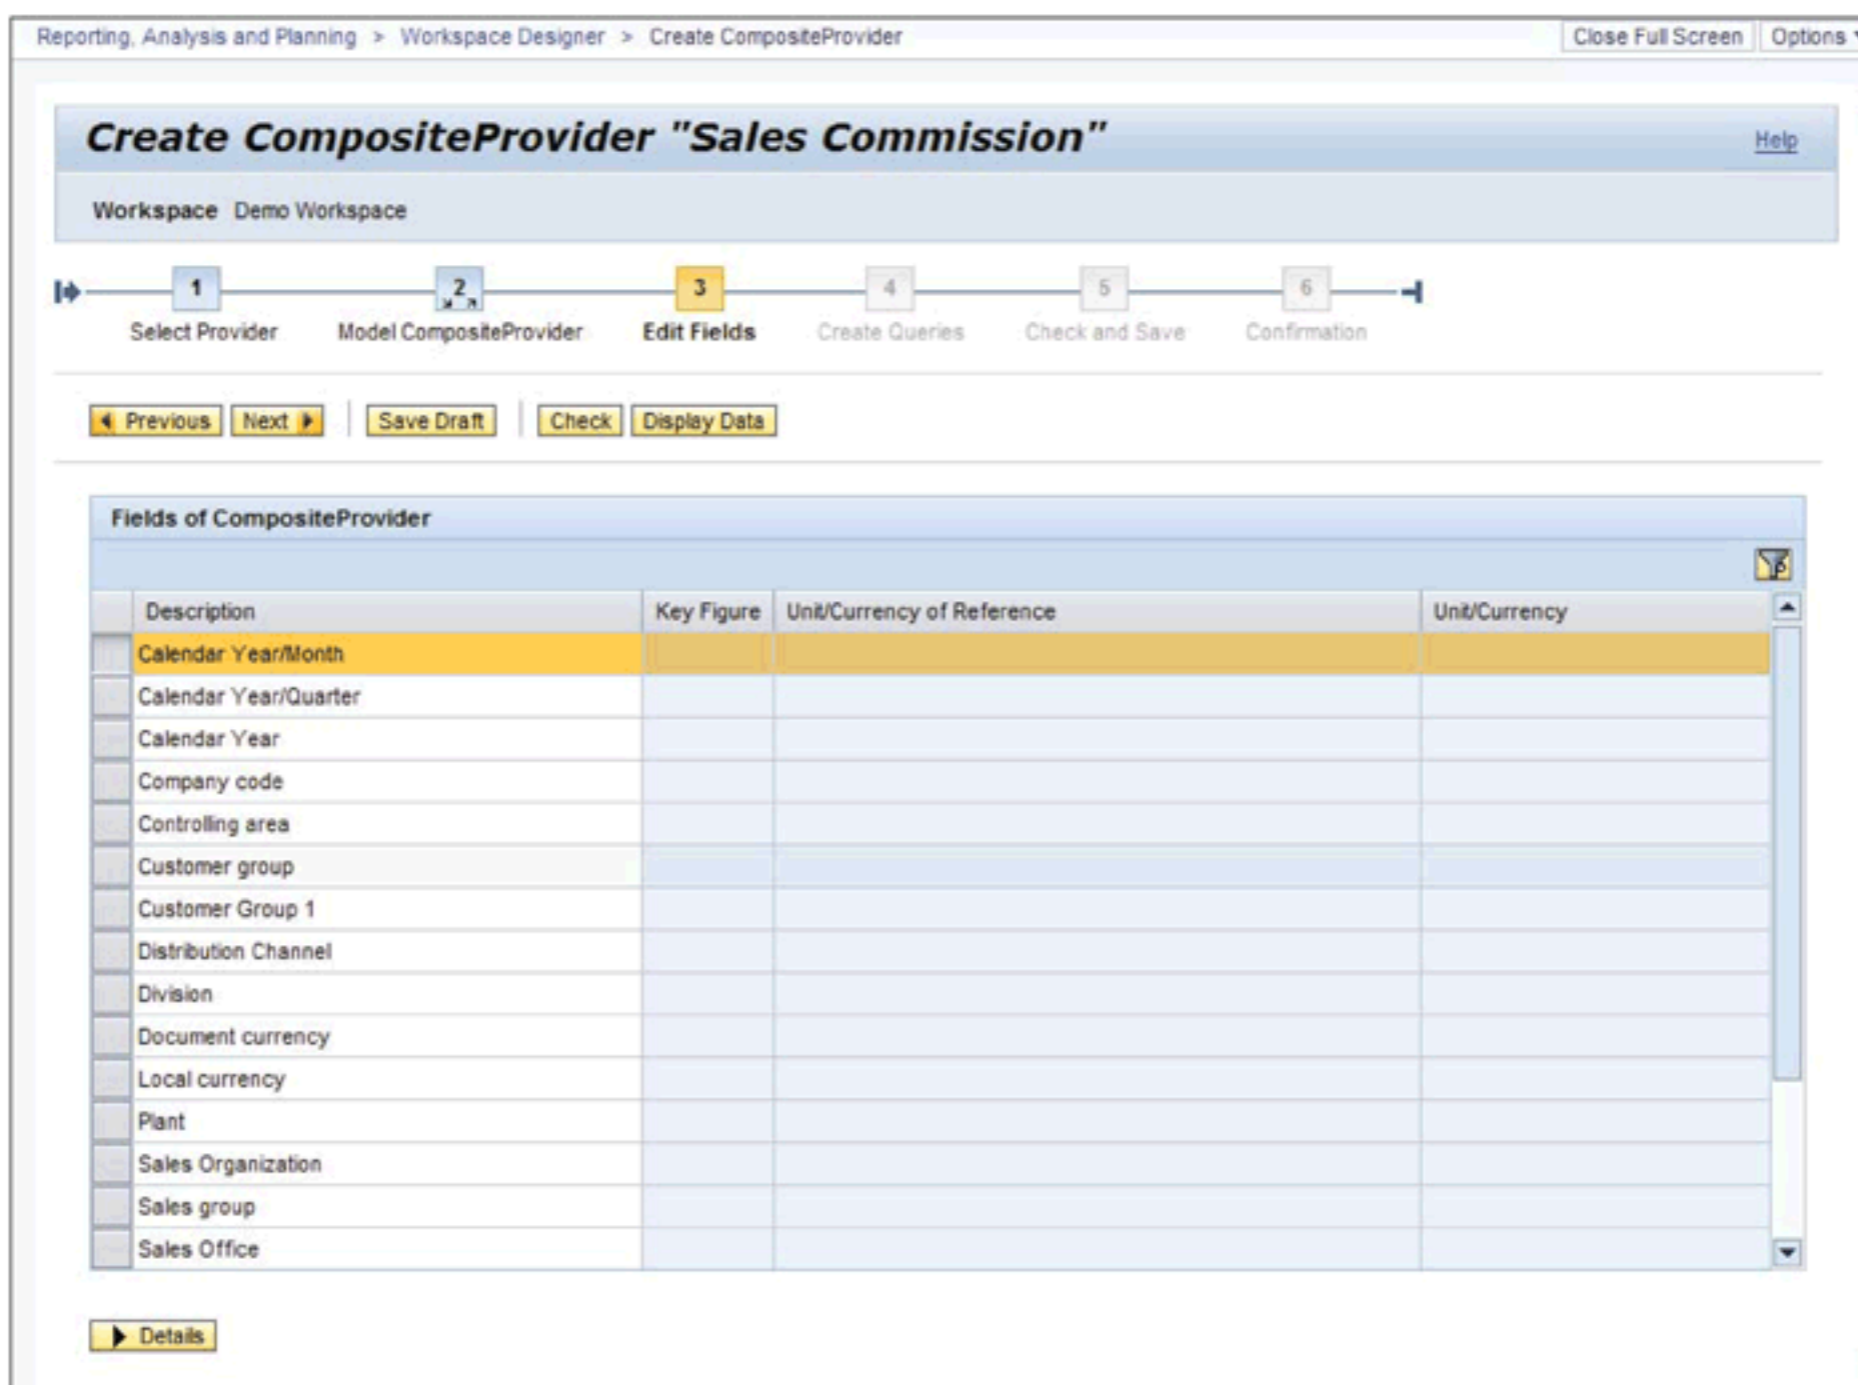 Reporting, Analysis and Planning > Workspace Designer > Create CompositeProvider
Close Full Screen Options
Create CompositeProvider "Sales Commission"
Help
Workspace Demo Workspace
1 2 3 4 5 6
Select Provider Model CompositeProvider Edit Fields Create Queries Check and Save Confirmation
Previous Next Save Draft Check Display Data
Fields of CompositeProvider
Description Key Figure Unit/Currency of Reference Unit/Currency
Calendar Year/Month
Calendar Year/Quarter
Calendar Year
Company code
Controlling area
Customer group
Customer Group 1
Distribution Channel
Division
Document currency
Local currency
Plant
Sales Organization
Sales group
Sales Office
Details